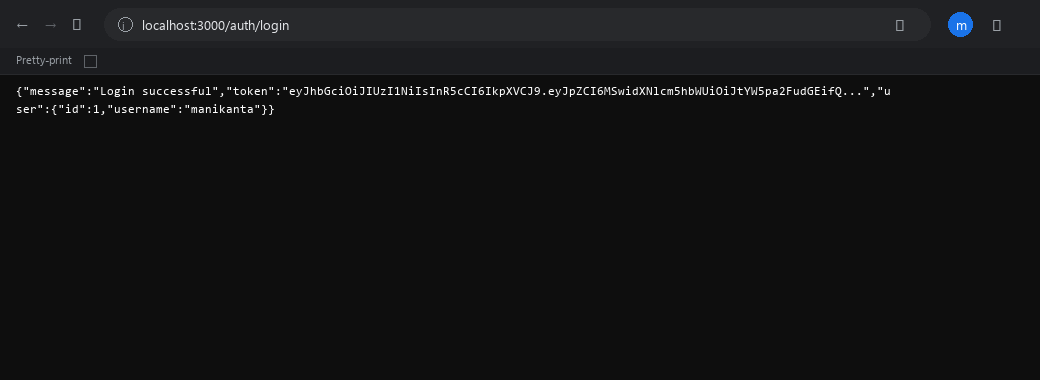 localhost:3000/auth/login
m
Pretty-print
{"message":"Login successful","token":"eyJhbGciOiJIUzI1NiIsInR5cCI6IkpXVCJ9.eyJpZCI6MSwidXNlcm5hbWUiOiJtYW5pa2FudGEifQ...","u
ser":{"id":1,"username":"manikanta"}}